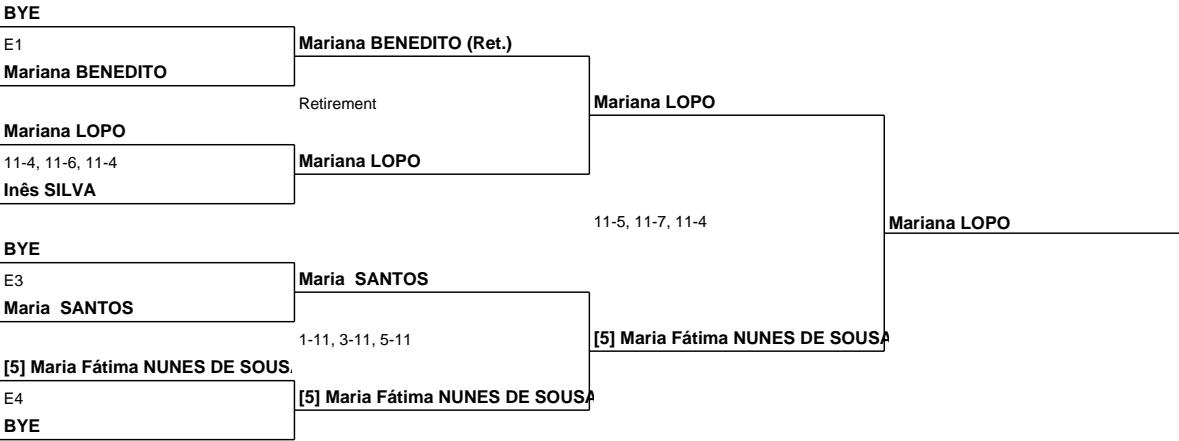 BYE
E1
Mariana BENEDITO (Ret.)
Mariana BENEDITO
Retirement
Mariana LOPO
Mariana LOPO
11-4, 11-6, 11-4
Mariana LOPO
Inês SILVA
11-5, 11-7, 11-4
Mariana LOPO
BYE
E3
Maria SANTOS
Maria SANTOS
1-11, 3-11, 5-11
[5] Maria Fátima NUNES DE SOUSA
[5] Maria Fátima NUNES DE SOUS
E4
[5] Maria Fátima NUNES DE SOUSA
BYE